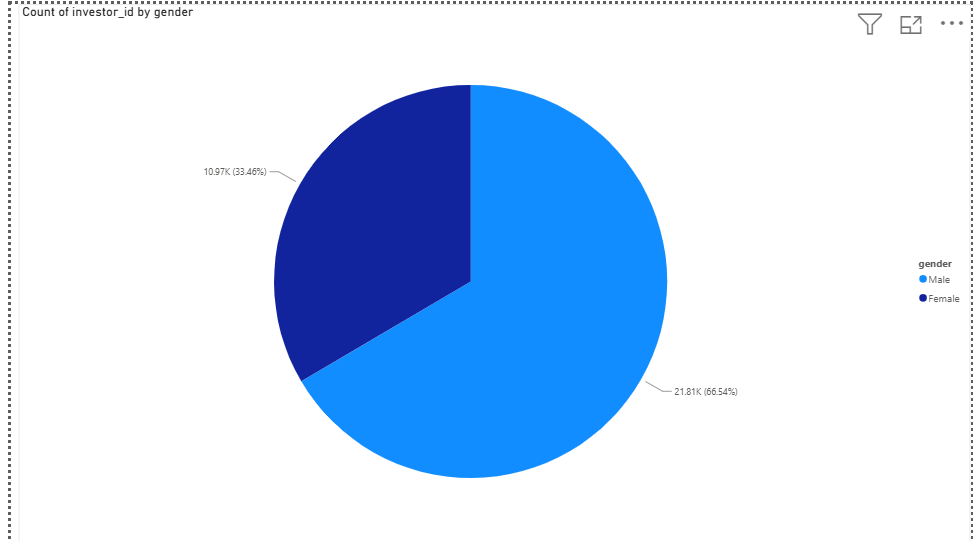 Count of investor_id by gender
10.97K (33.46%)
gender
Male
Female
21.81K (66.54%)